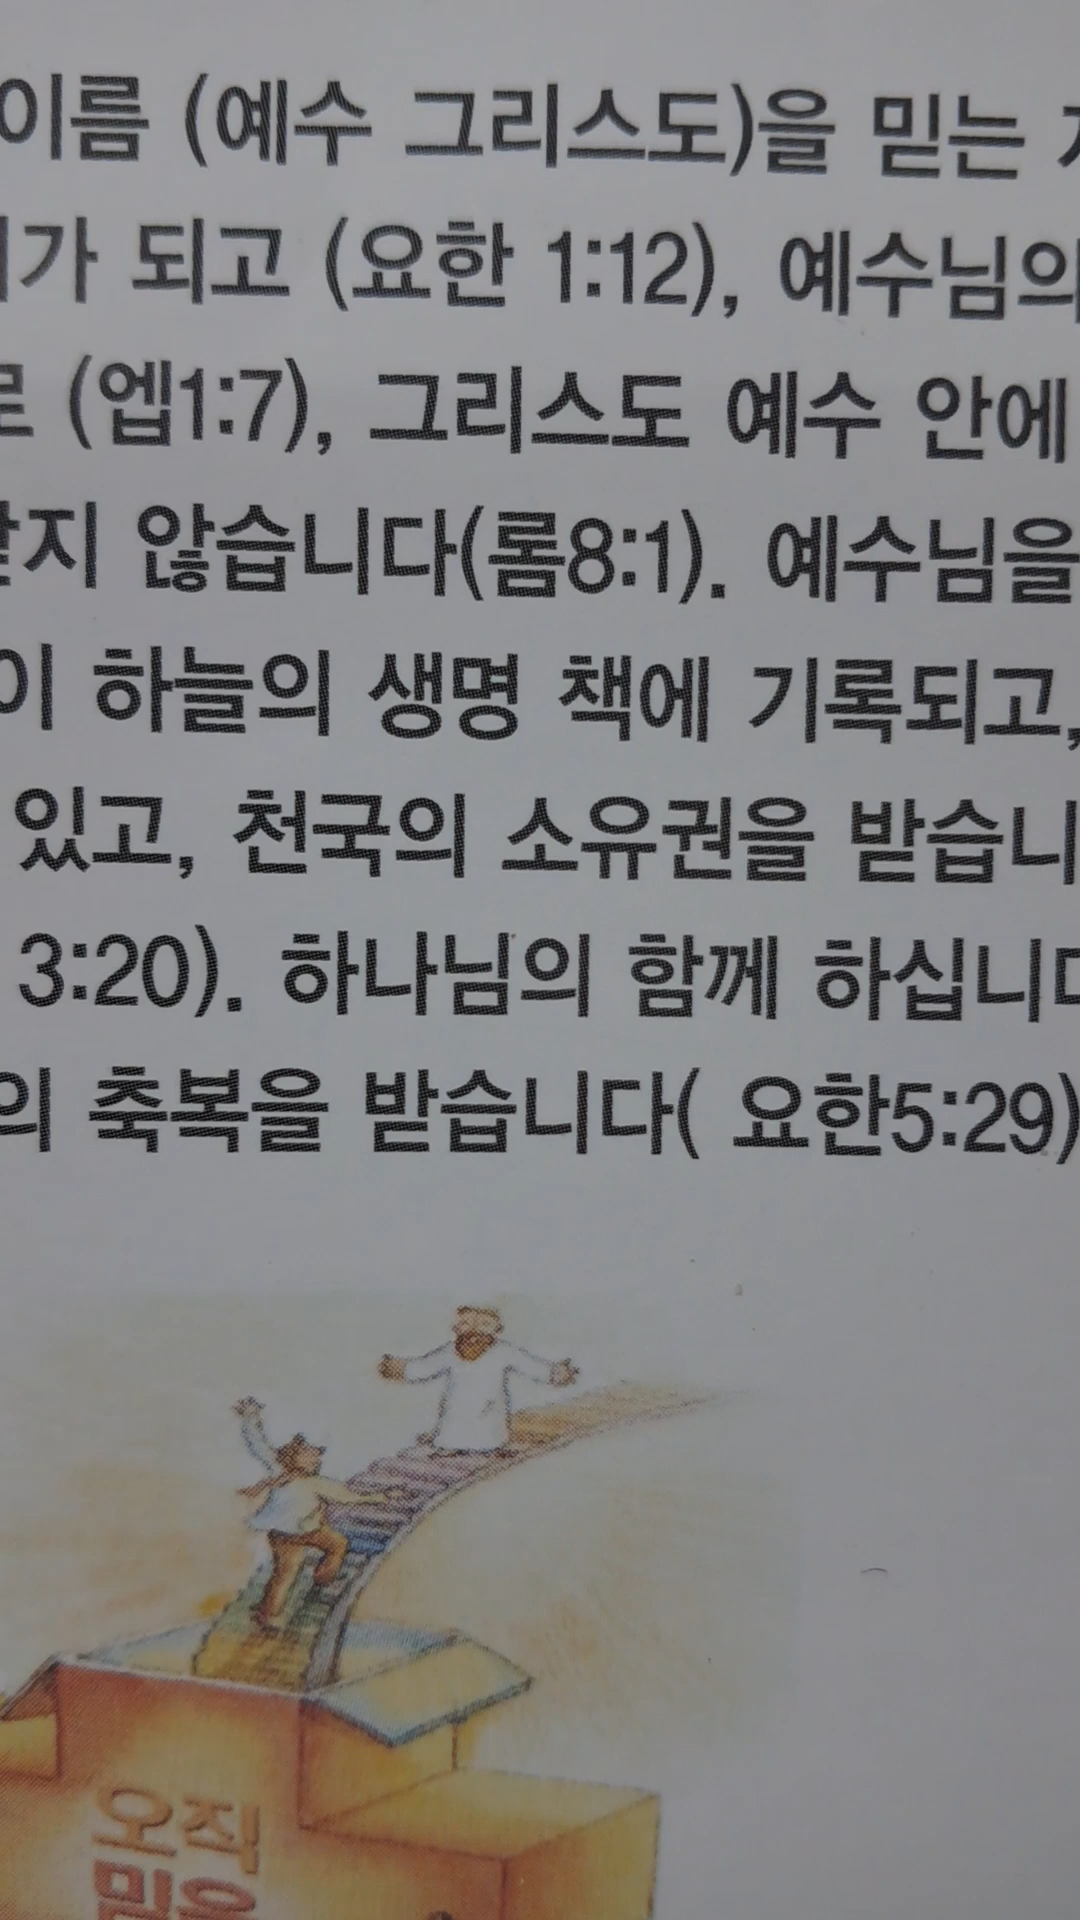 이름 (예수 그리스도)을 믿는
가 되고 (요한 1:12), 예수님의
(엡1:7), 그리스도 예수 안에
지 않습니다(롬8:1). 예수님을
이 하늘의 생명 책에 기록되고,
있고, 천국의 소유권을 받습니
3:20). 하나님의 함께 하십니
의 축복을 받습니다( 요한5:29)
오직
믿음